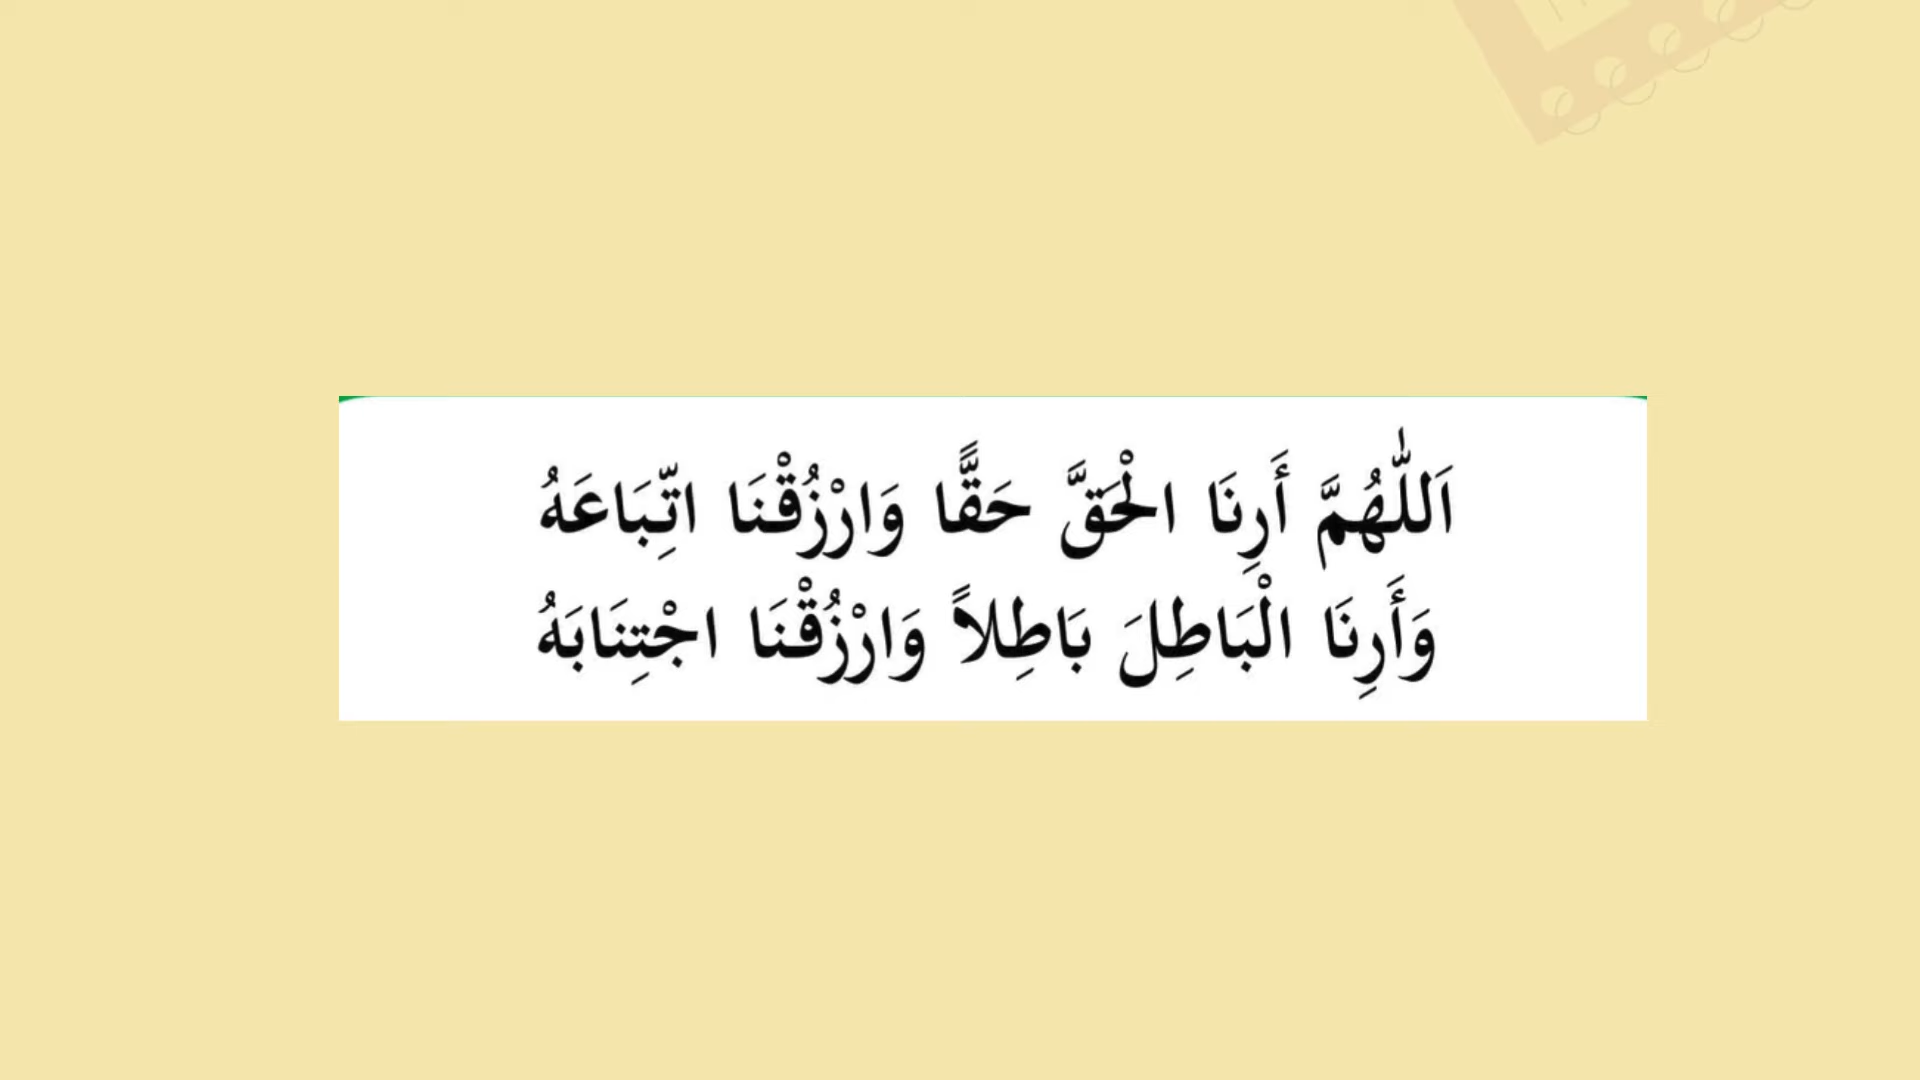 اَللّٰهُمَّ أَرِنَا الْحَقَّ حَقًّا وَارْزُقْنَا اتِّبَاعَهُ
وَأَرِنَا الْبَاطِلَ بَاطِلاً وَارْزُقْنَا اجْتِنَابَهُ